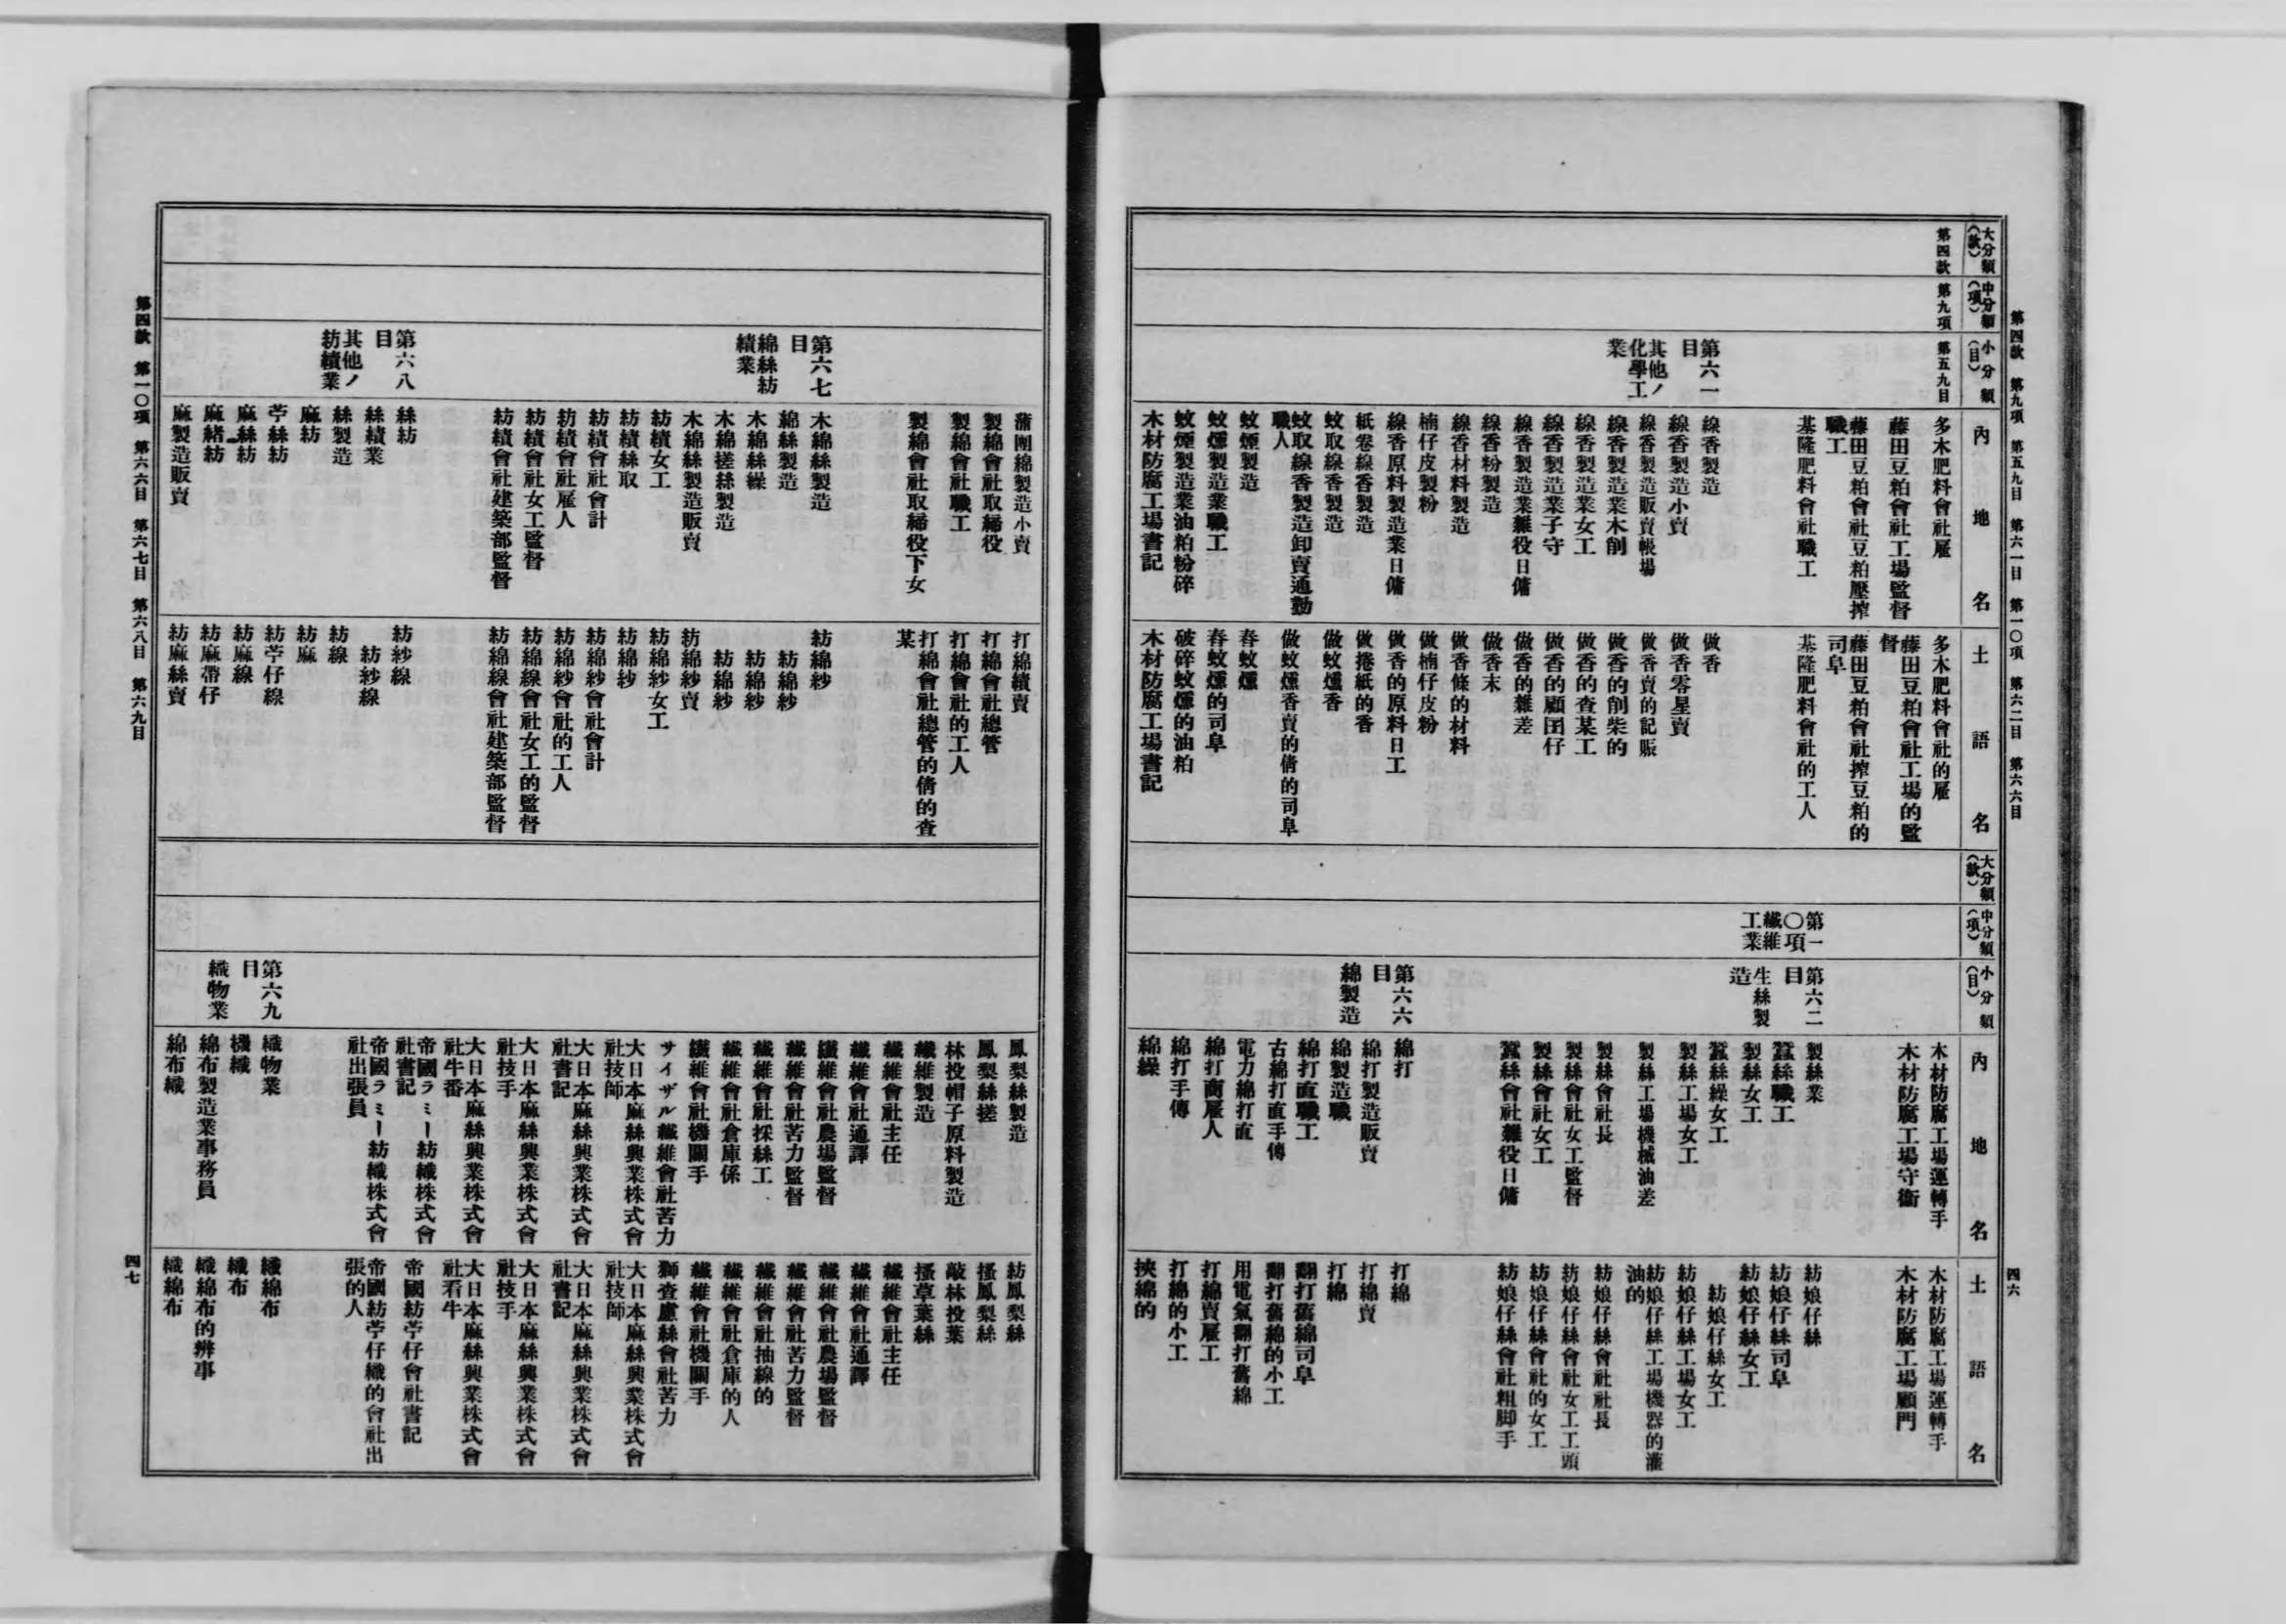 第四款 第九項 第五九目 第六一目 第一〇項 第六二目 第六六目
四六
大分類(款)
中分類(項)
小分類(目)
內地名
土語名
第四款
第九項
第五九目
多木肥料會社雇
多木肥料會社的雇
藤田豆粕會社工場監督
藤田豆粕會社工場的監督
藤田豆粕會社豆粕壓搾職工
藤田豆粕會社搾豆粕的司阜
基隆肥料會社職工
基隆肥料會社的工人
第六一目
其他ノ化學工業
線香製造
做香
線香製造小賣
做香零星賣
線香製造販賣帳場
做香賣的記賬
線香製造業木削
做香的削柴的
線香製造業女工
做香的查某工
線香製造業子守
做香的顧囝仔
線香製造業雜役日傭
做香的雜差
線香粉製造
做香末
線香材料製造
做香條的材料
楠仔皮製粉
做楠仔皮粉
線香原料製造業日傭
做香的原料日工
紙卷線香製造
做捲紙的香
蚊取線香製造
做蚊燻香
蚊取線香製造卸賣通勤職人
做蚊燻香賣的倩的司阜
蚊煙製造
舂蚊燻
蚊燻製造業職工
舂蚊燻的司阜
蚊煙製造業油粕粉碎
破碎蚊燻的油粕
木材防腐工場書記
木材防腐工場書記
大分類(款)
中分類(項)
小分類(目)
內地名
土語名
木材防腐工場運轉手
木材防腐工場運轉手
木材防腐工場守衞
木材防腐工場顧門
第一〇項
纖維工業
第六二目
生絲製造
製絲業
紡娘仔絲
蠶絲職工
紡娘仔絲司阜
製絲女工
紡娘仔絲女工
蠶絲繰女工
紡娘仔絲女工
製絲工場女工
紡娘仔絲工場女工
製絲工場機械油差
紡娘仔絲工場機器的灌油的
製絲會社長
紡娘仔絲會社社長
製絲會社女工監督
紡娘仔絲會社女工工頭
製絲會社女工
紡娘仔絲會社的女工
蠶絲會社雜役日傭
紡娘仔絲會社粗脚手
第六六目
綿製造
綿打
打綿
綿打製造販賣
打綿賣
綿製造職
打綿
綿打直職工
翻打舊綿司阜
古綿打直手傳
翻打舊綿的小工
電力綿打直
用電氣翻打舊綿
綿打商雇人
打綿賣雇工
綿打手傳
打綿的小工
綿繰
挾綿的
蒲團綿製造小賣
打綿績賣
製綿會社取締役
打綿會社總管
製綿會社職工
打綿會社的工人
製綿會社取締役下女
打綿會社總管的倩的查某
第六七目
綿絲紡績業
木綿絲製造
紡綿紗
綿絲製造
紡綿紗
木綿絲繰
紡綿紗
木綿搓絲製造
紡綿紗
木綿絲製造販賣
紡綿紗賣
紡績女工
紡綿紗女工
紡績絲取
紡綿紗
紡績會社會計
紡綿紗會社會計
紡績會社雇人
紡綿紗會社的工人
紡績會社女工監督
紡綿線會社女工的監督
紡績會社建築部監督
紡綿線會社建築部監督
第六八目
其他ノ紡績業
絲紡
紡紗線
絲績業
紡紗線
絲製造
紡線
麻紡
紡麻
苧絲紡
紡苧仔線
麻絲紡
紡麻線
麻緒紡
紡麻帶仔
麻製造販賣
紡麻絲賣
鳳梨絲製造
紡鳳梨絲
鳳梨絲搓
搔鳳梨絲
林投帽子原料製造
敲林投葉
纖維製造
搔草葉絲
纖維會社主任
纖維會社主任
纖維會社通譯
纖維會社通譯
纖維會社農場監督
纖維會社農場監督
纖維會社苦力監督
纖維會社苦力監督
纖維會社採絲工
纖維會社抽線的
纖維會社倉庫係
纖維會社倉庫的人
纖維會社機關手
纖維會社機關手
サイザル纖維會社苦力
獅查慮絲會社苦力
大日本麻絲興業株式會社技師
大日本麻絲興業株式會社技師
大日本麻絲興業株式會社書記
大日本麻絲興業株式會社書記
大日本麻絲興業株式會社技手
大日本麻絲興業株式會社技手
大日本麻絲興業株式會社牛番
大日本麻絲興業株式會社看牛
帝國ラミー紡織株式會社書記
帝國紡苧仔會社書記
帝國ラミー紡織株式會社出張員
帝國紡苧仔織的會社出張的人
第六九目
織物業
織物業
織綿布
機織
織布
綿布製造業事務員
織綿布的辨事
綿布織
織綿布
第四款 第一〇項 第六六目 第六七目 第六八目 第六九目
四七